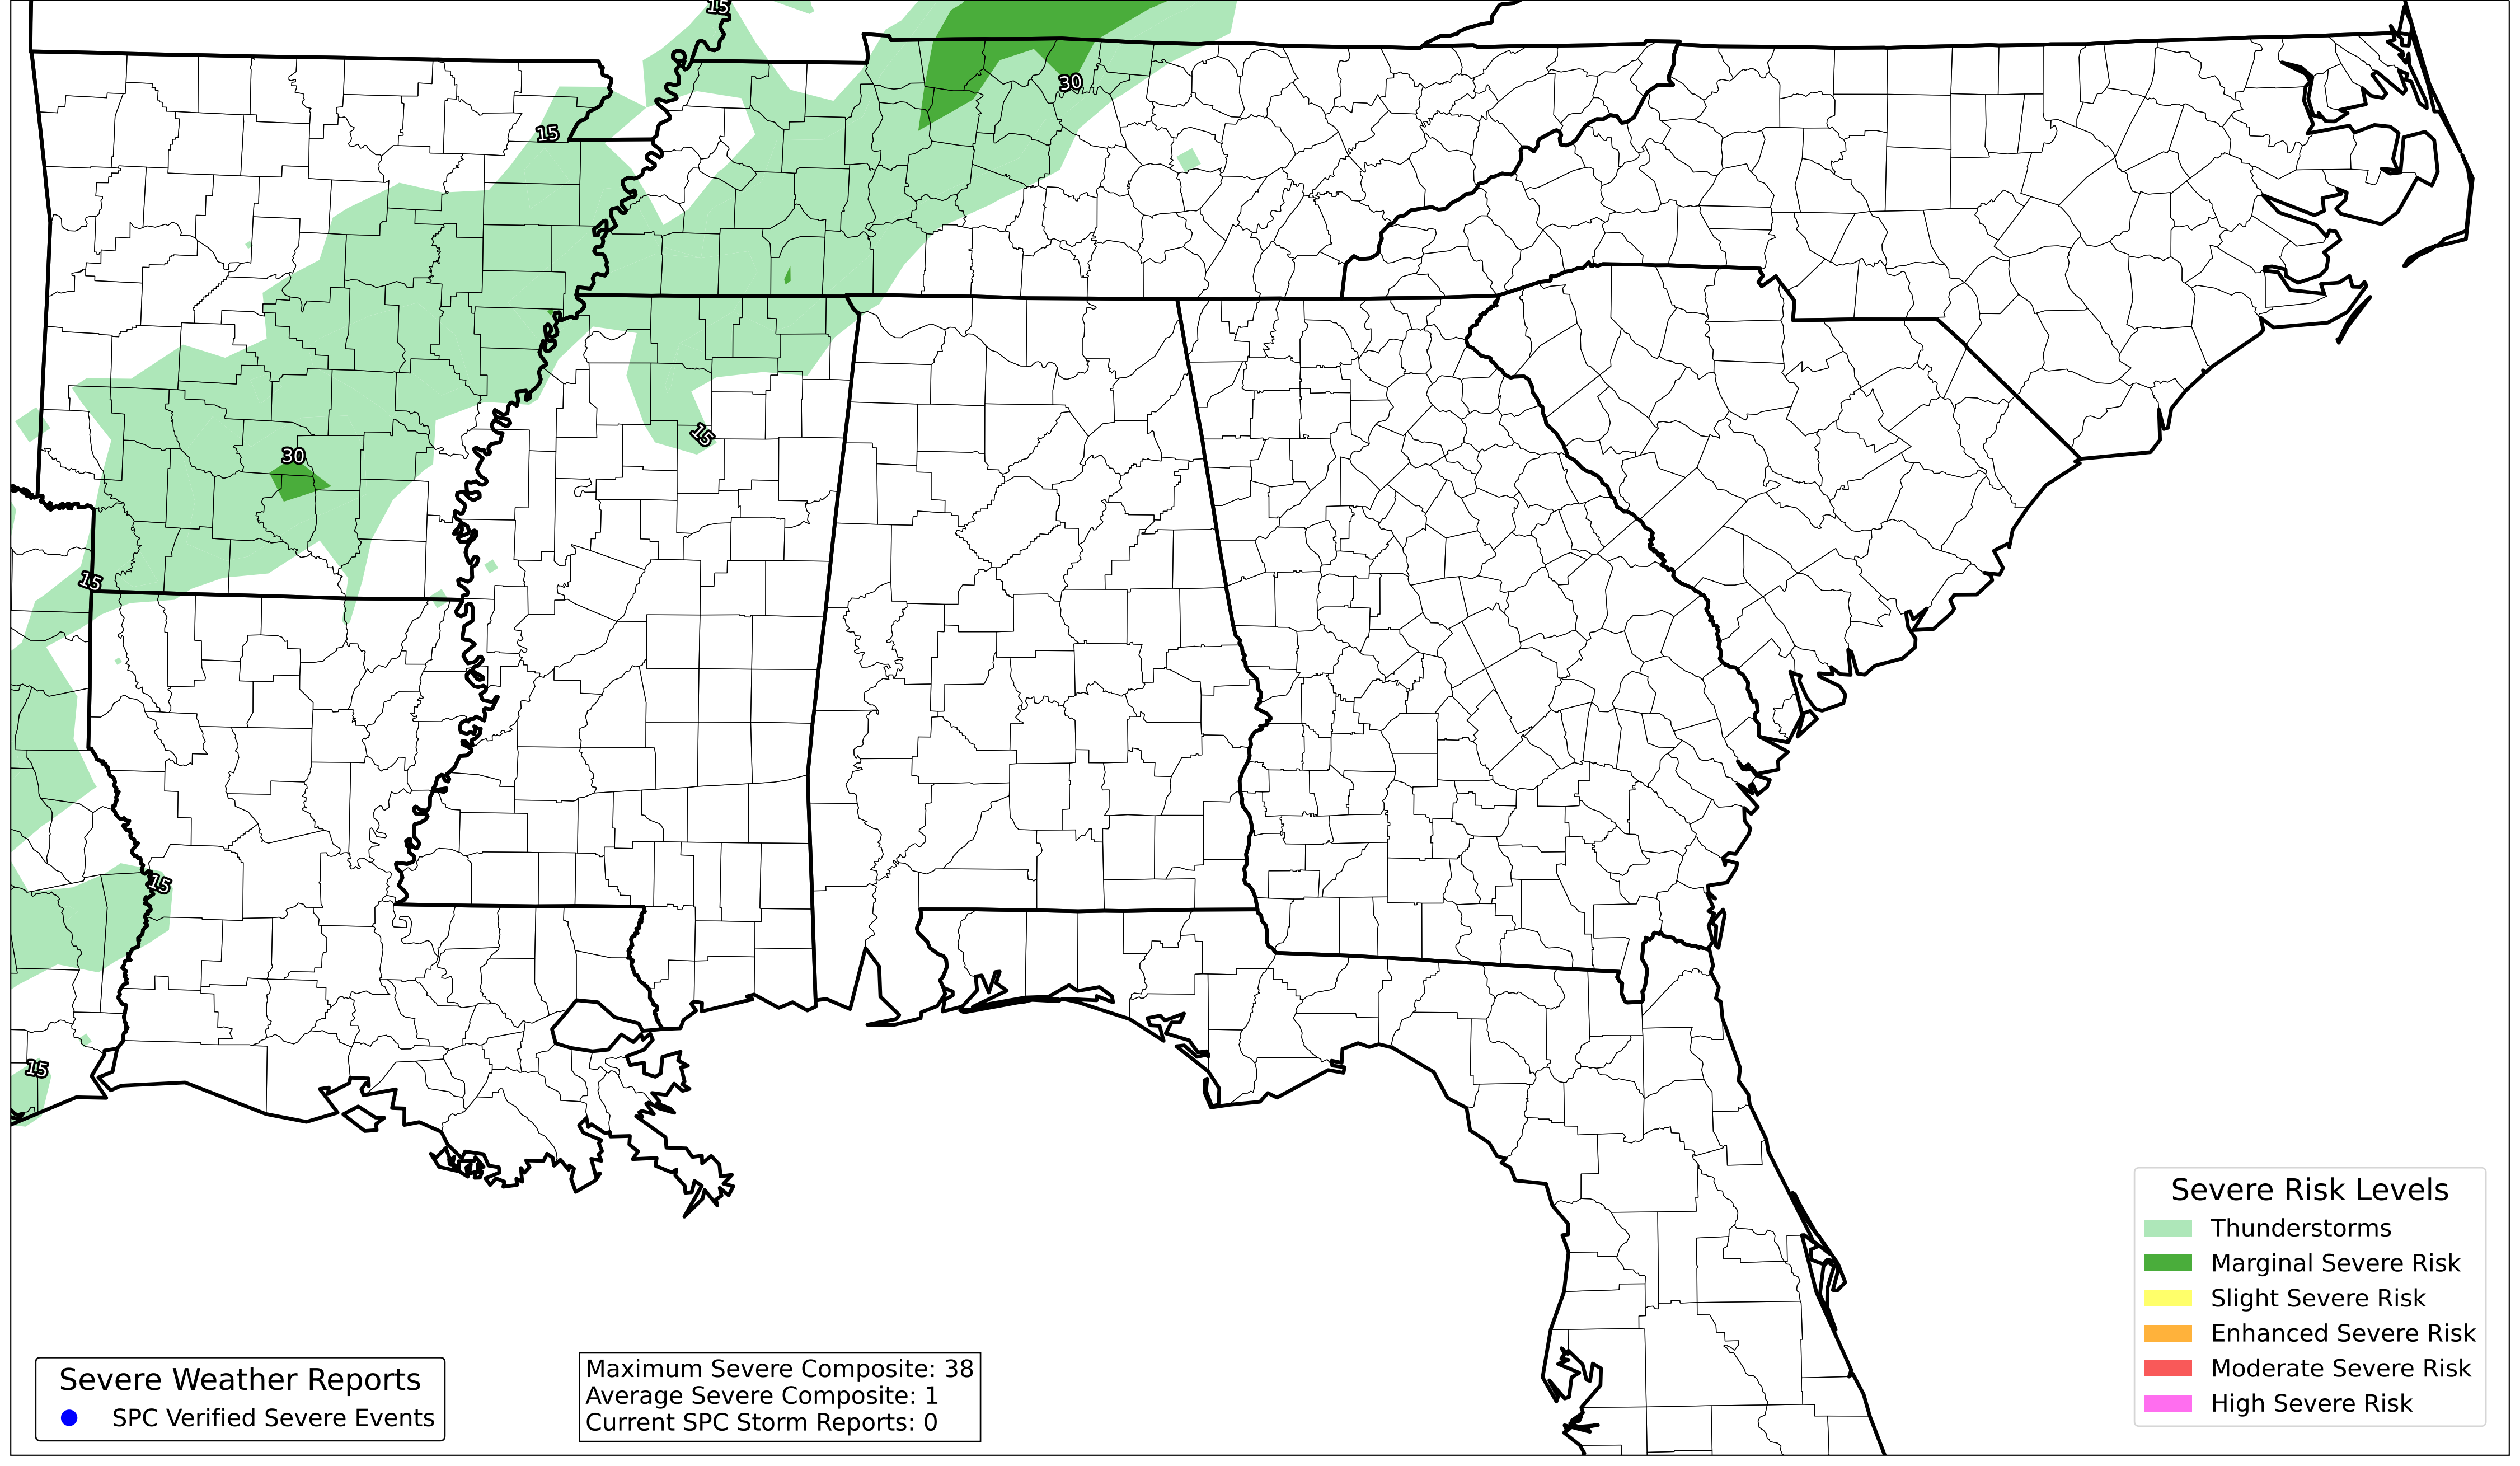 15
30
15
15
30
15
15
15
Severe Risk Levels
Thunderstorms
Marginal Severe Risk
Slight Severe Risk
Enhanced Severe Risk
Moderate Severe Risk
High Severe Risk
Severe Weather Reports
SPC Verified Severe Events
Maximum Severe Composite: 38
Average Severe Composite: 1
Current SPC Storm Reports: 0